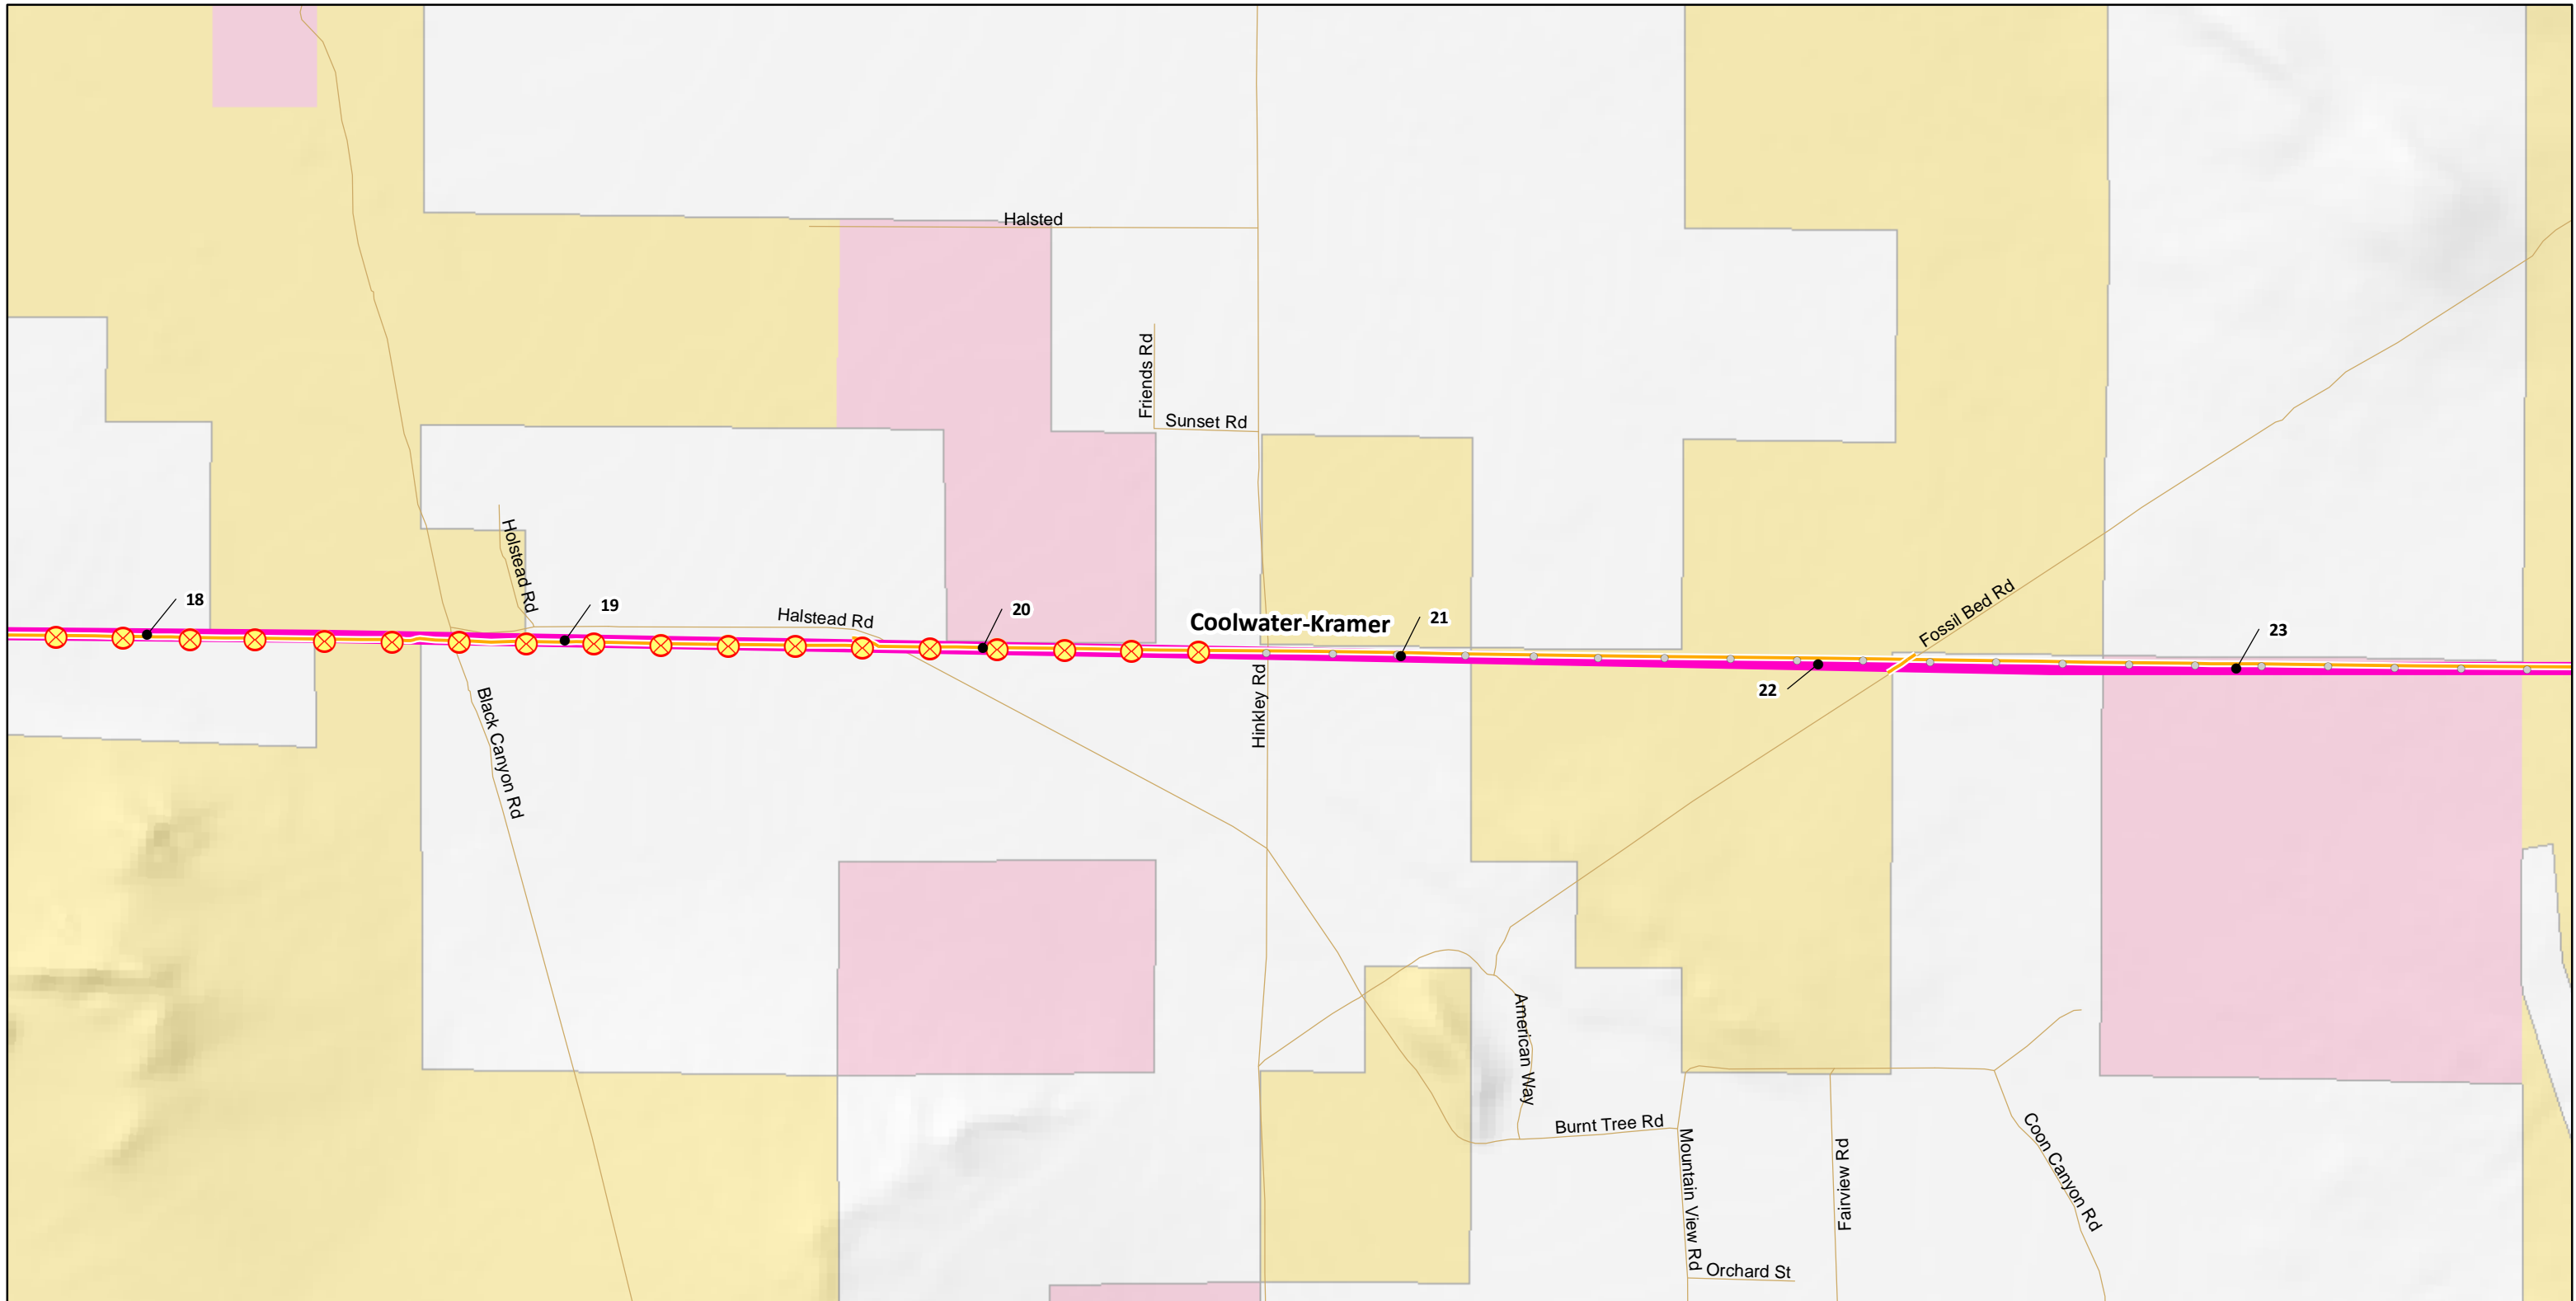 Halsted
Friends Rd
Sunset Rd
Holstead Rd
18
19
Halstead Rd
20
Coolwater-Kramer
21
Fossil Bed Rd
23
22
Hinkley Rd
Black Canyon Rd
American Way
Burnt Tree Rd
Mountain View Rd
Fairview Rd
Coon Canyon Rd
Orchard St